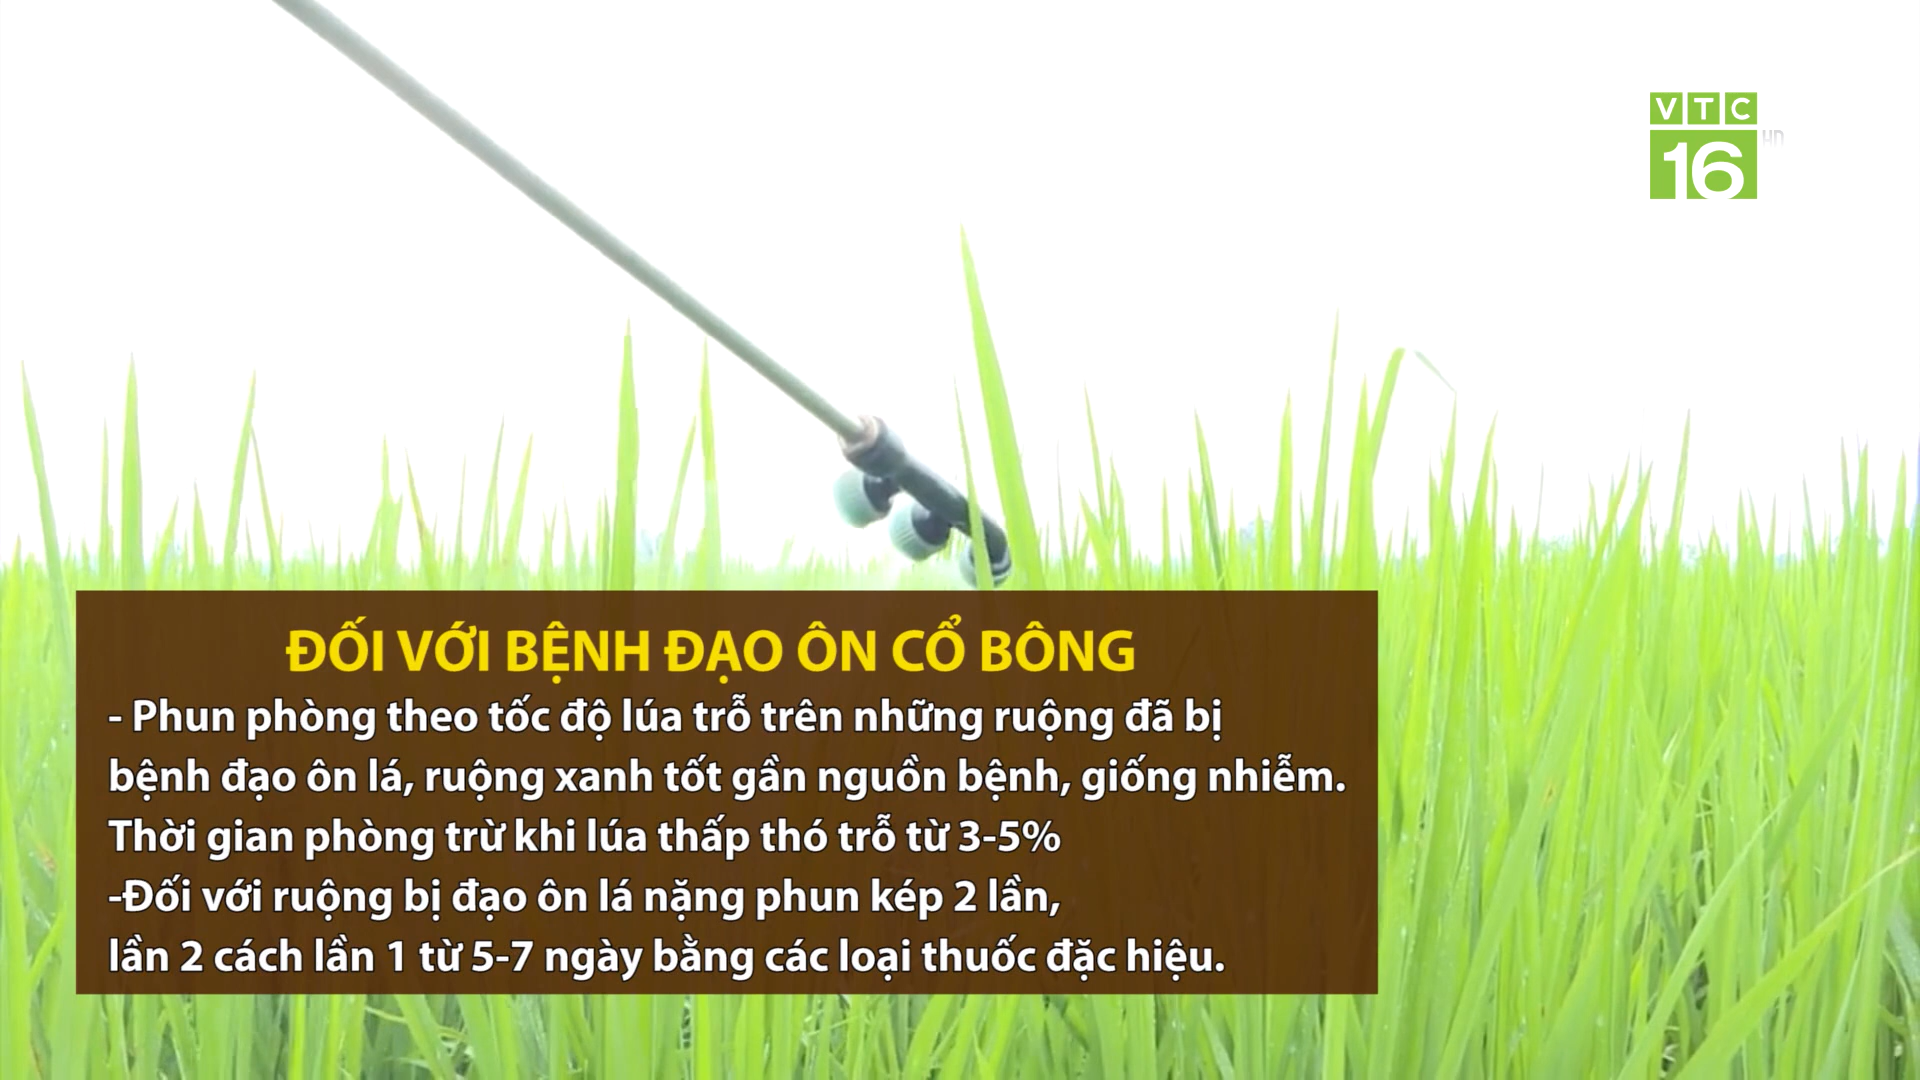 VTC
16
HD
ĐỐI VỚI BỆNH ĐẠO ÔN CỔ BÔNG
- Phun phòng theo tốc độ lúa trỗ trên những ruộng đã bị
bệnh đạo ôn lá, ruộng xanh tốt gần nguồn bệnh, giống nhiễm.
Thời gian phòng trừ khi lúa thấp thó trỗ từ 3-5%
-Đối với ruộng bị đạo ôn lá nặng phun kép 2 lần,
lần 2 cách lần 1 từ 5-7 ngày bằng các loại thuốc đặc hiệu.